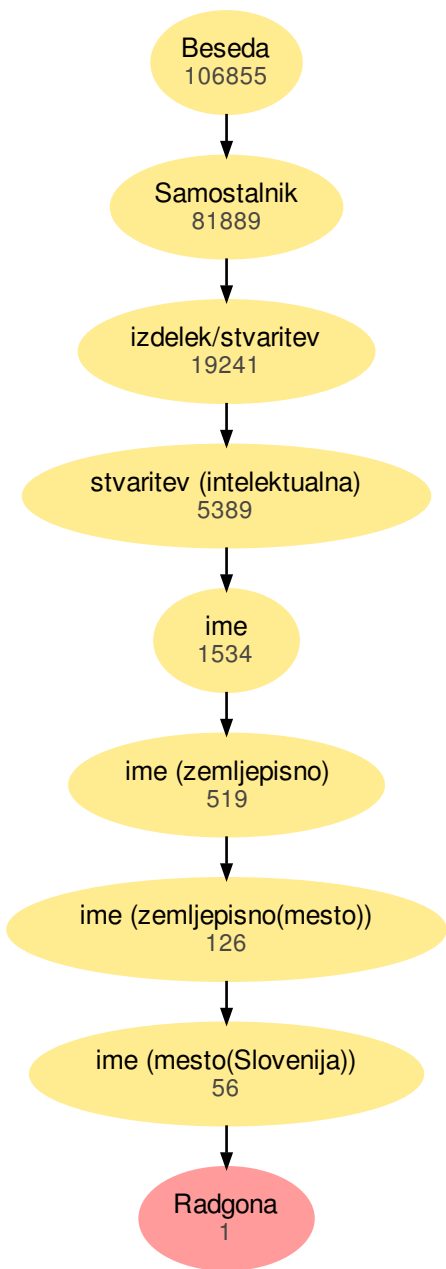 Beseda
106855
Samostalnik
81889
izdelek/stvaritev
19241
stvaritev (intelektualna)
5389
ime
1534
ime (zemljepisno)
519
ime (zemljepisno(mesto))
126
ime (mesto(Slovenija))
56
Radgona
1